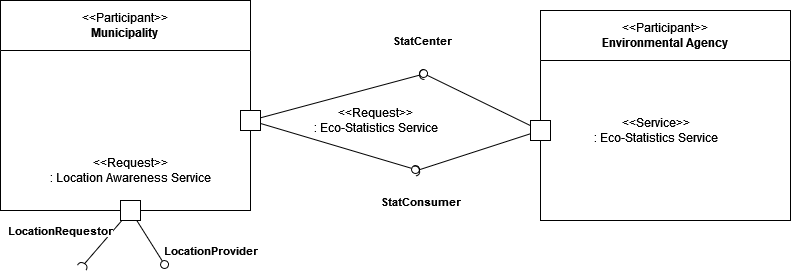 <<Participant>>
Municipality
StatCenter
<<Participant>>
Environmental Agency
<<Request>>
: Eco-Statistics Service
<<Service>>
: Eco-Statistics Service
<<Request>>
: Location Awareness Service
StatConsumer
LocationRequestor
LocationProvider